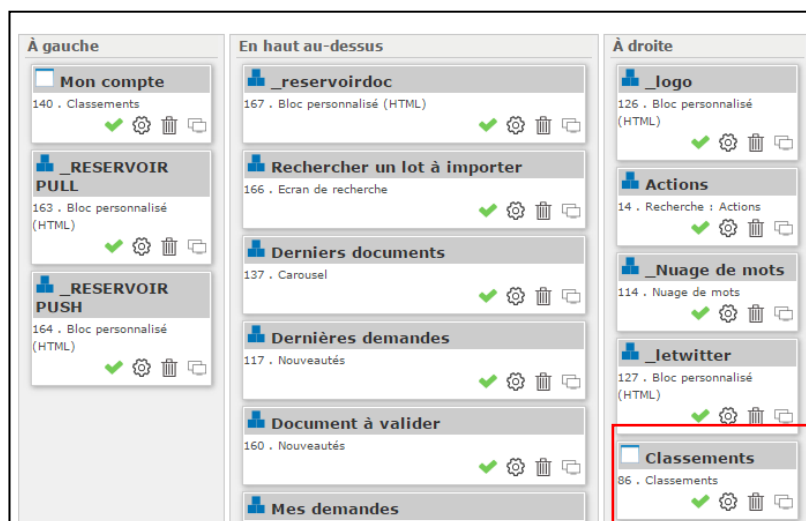 À gauche
Mon compte
140 . Classements
_RESERVOIR
PULL
163 . Bloc personnalisé
(HTML)
_RESERVOIR
PUSH
164 . Bloc personnalisé
(HTML)
En haut au-dessus
_reservoirdoc
167 . Bloc personnalisé (HTML)
Rechercher un lot à importer
166 . Ecran de recherche
Derniers documents
137 . Carousel
Dernières demandes
117 . Nouveautés
Document à valider
160 . Nouveautés
Mes demandes
À droite
_logo
126 . Bloc personnalisé
(HTML)
Actions
14 . Recherche : Actions
_Nuage de mots
114 . Nuage de mots
_letwitter
127 . Bloc personnalisé
(HTML)
Classements
86 . Classements